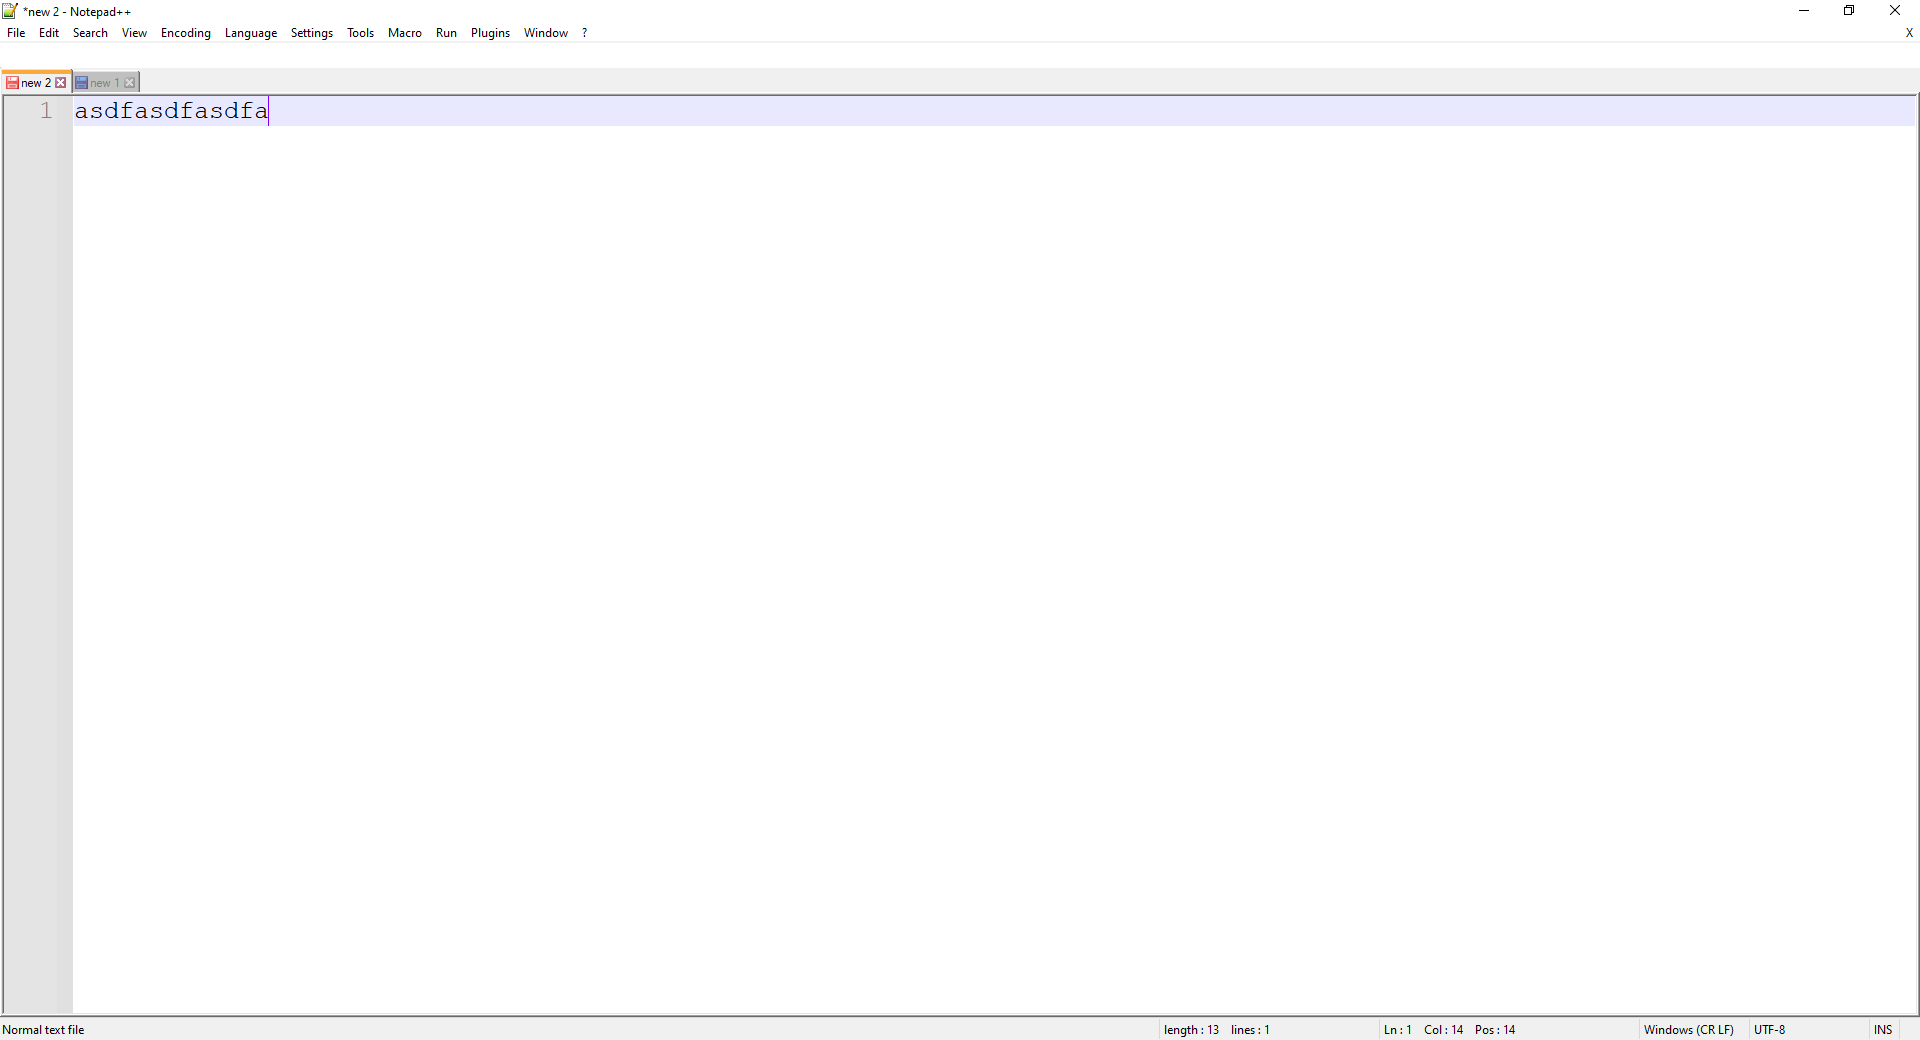 *new 2 - Notepad++
File Edit Search View Encoding Language Settings Tools Macro Run Plugins Window ? X
new 2 new 1
1 asdfasdfasdfa
Normal text file length : 13 lines : 1 Ln : 1 Col : 14 Pos : 14 Windows (CR LF) UTF-8 INS